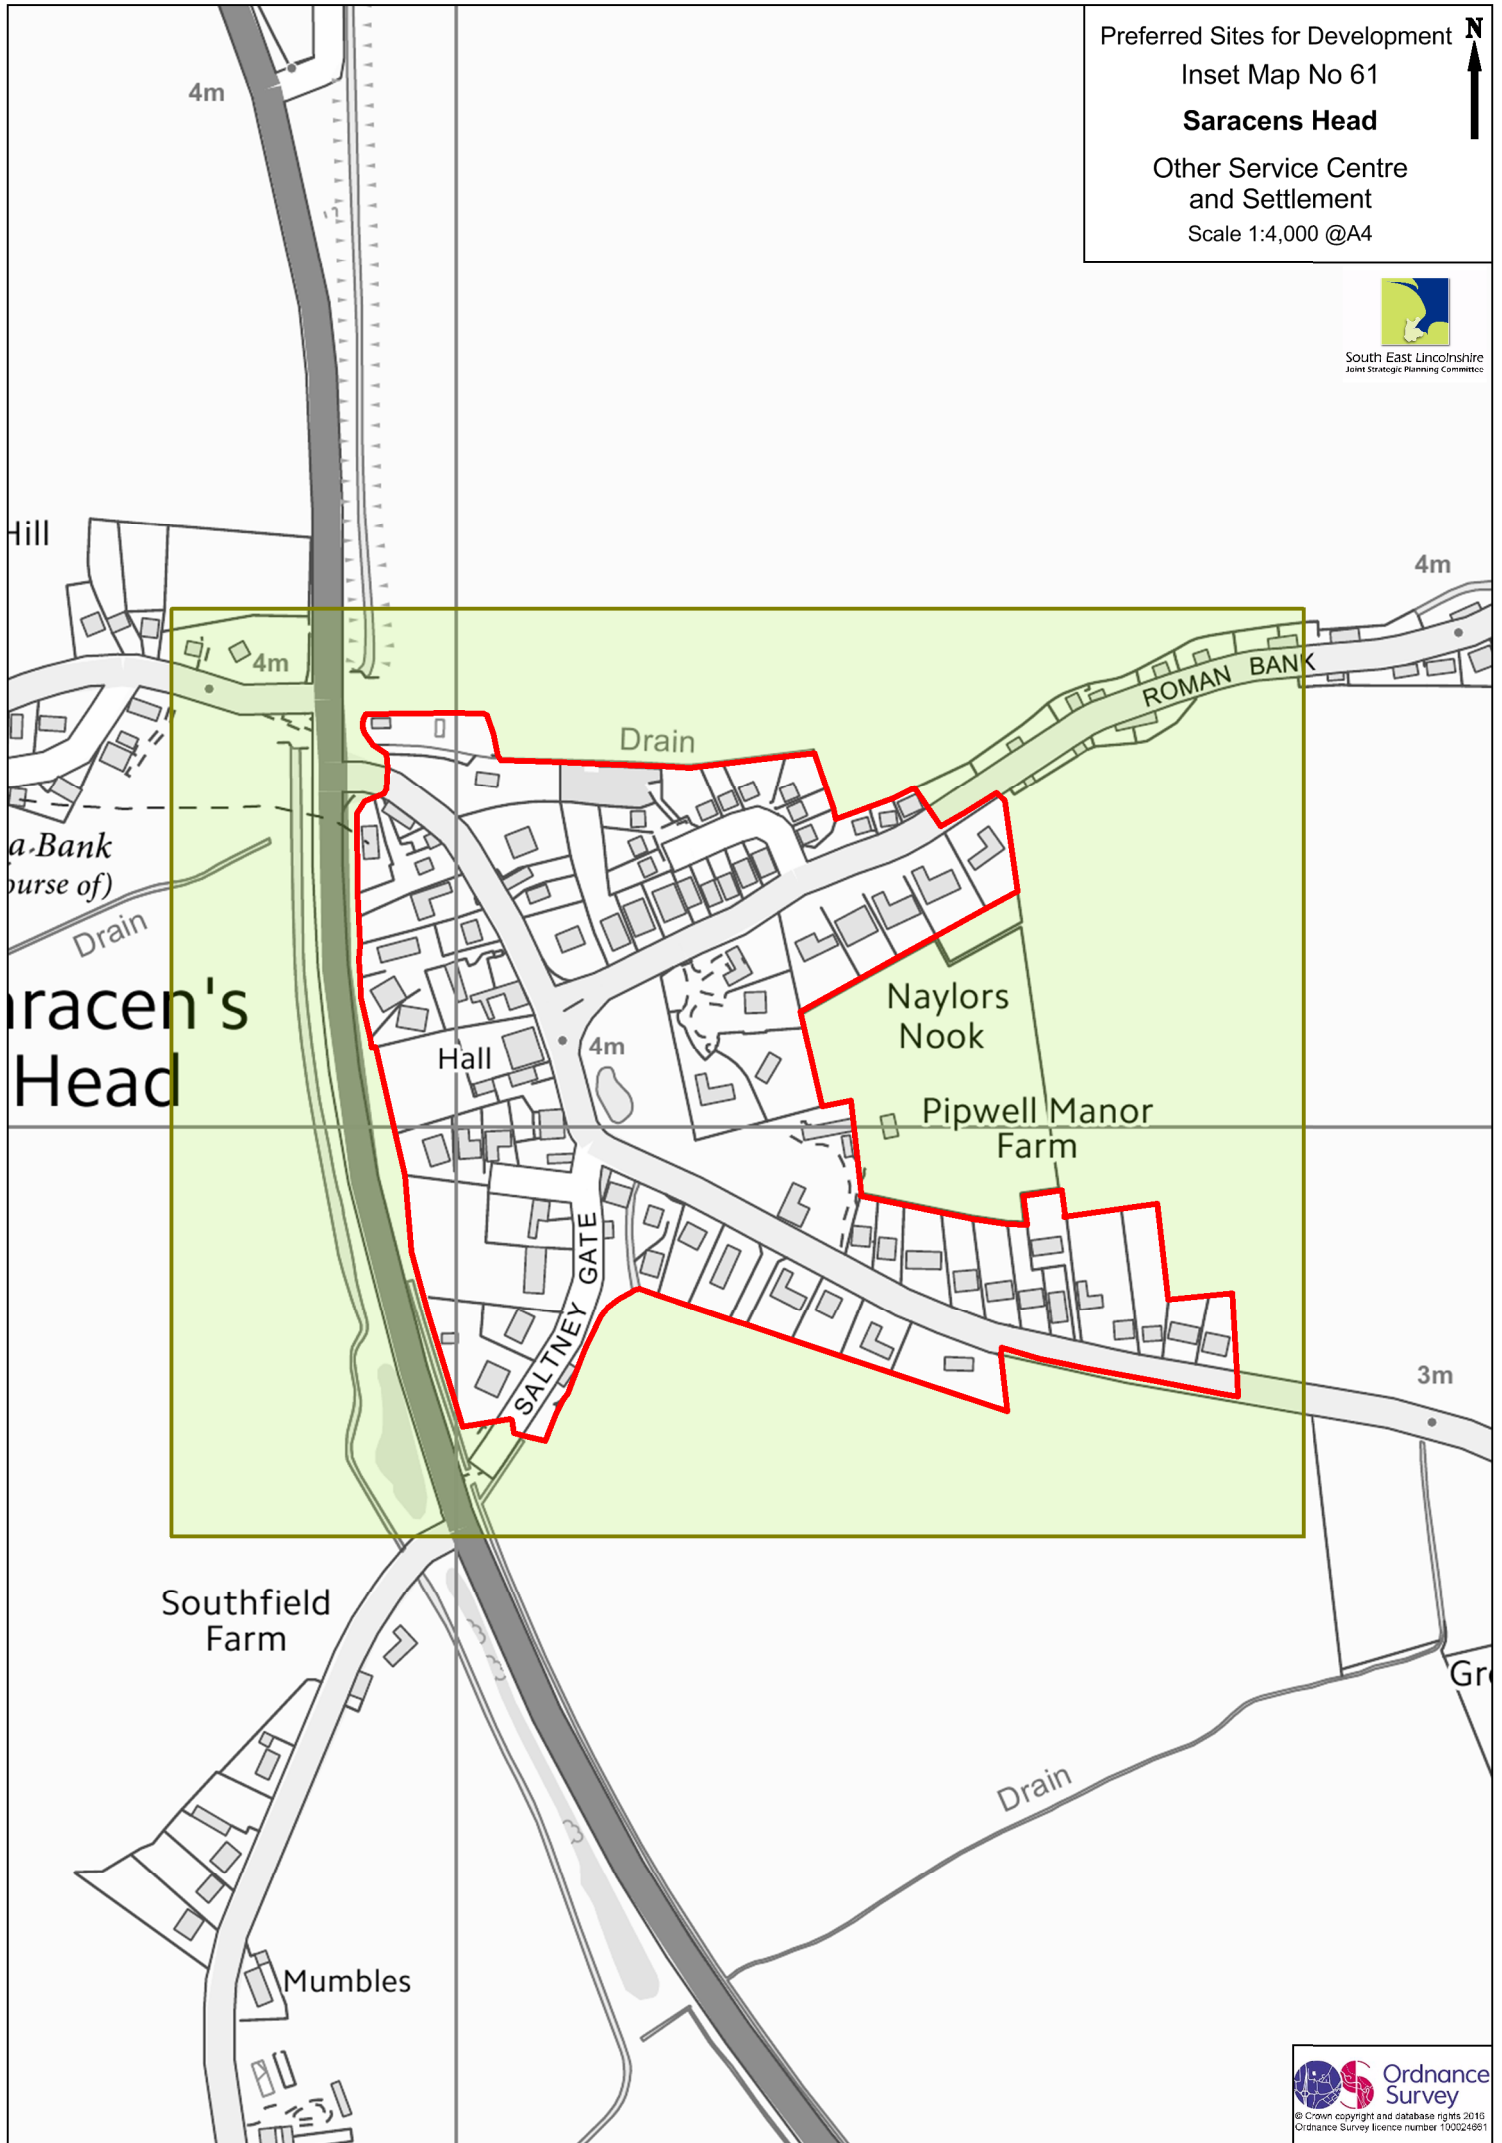 Preferred Sites for Development
Inset Map No 61
Saracens Head
Other Service Centre
and Settlement
Scale 1:4,000 @A4
N
South East Lincolnshire
Joint Strategic Planning Committee
4m
Hill
4m
4m
ROMAN BANK
Drain
a Bank
ourse of)
Drain
aracen's
Head
Naylors
Nook
Hall
4m
Pipwell Manor
Farm
SALTNEY GATE
3m
Southfield
Farm
Gr
Drain
Mumbles
Ordnance
Survey
© Crown copyright and database rights 2016
Ordnance Survey licence number 100024661